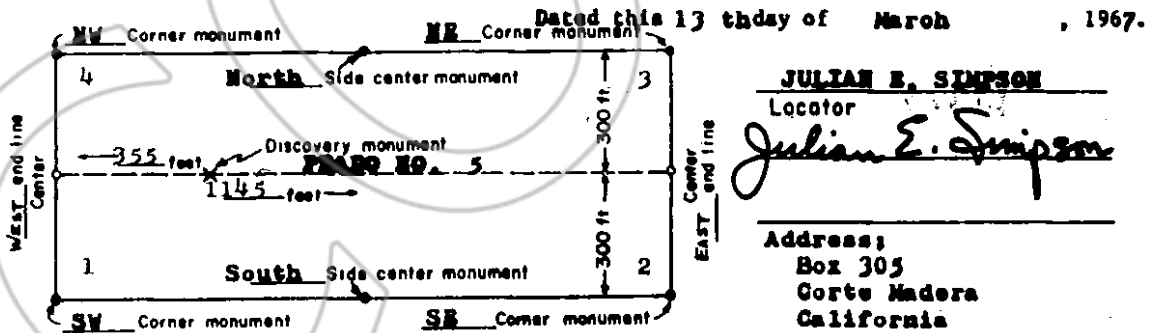 Dated this 13 thday of March , 1967.
NW Corner monument
NE Corner monument
4
North Side center monument
3
300 ft.
355 feet
Discovery monument
NO. 5
1145 feet
WEST end line
Center
Center
EAST end line
300 ft
1
South Side center monument
2
SW Corner monument
SE Corner monument
JULIAN E. SIMPSON
Locator
Julian E. Simpson
Address:
Box 305
Corte Madera
California